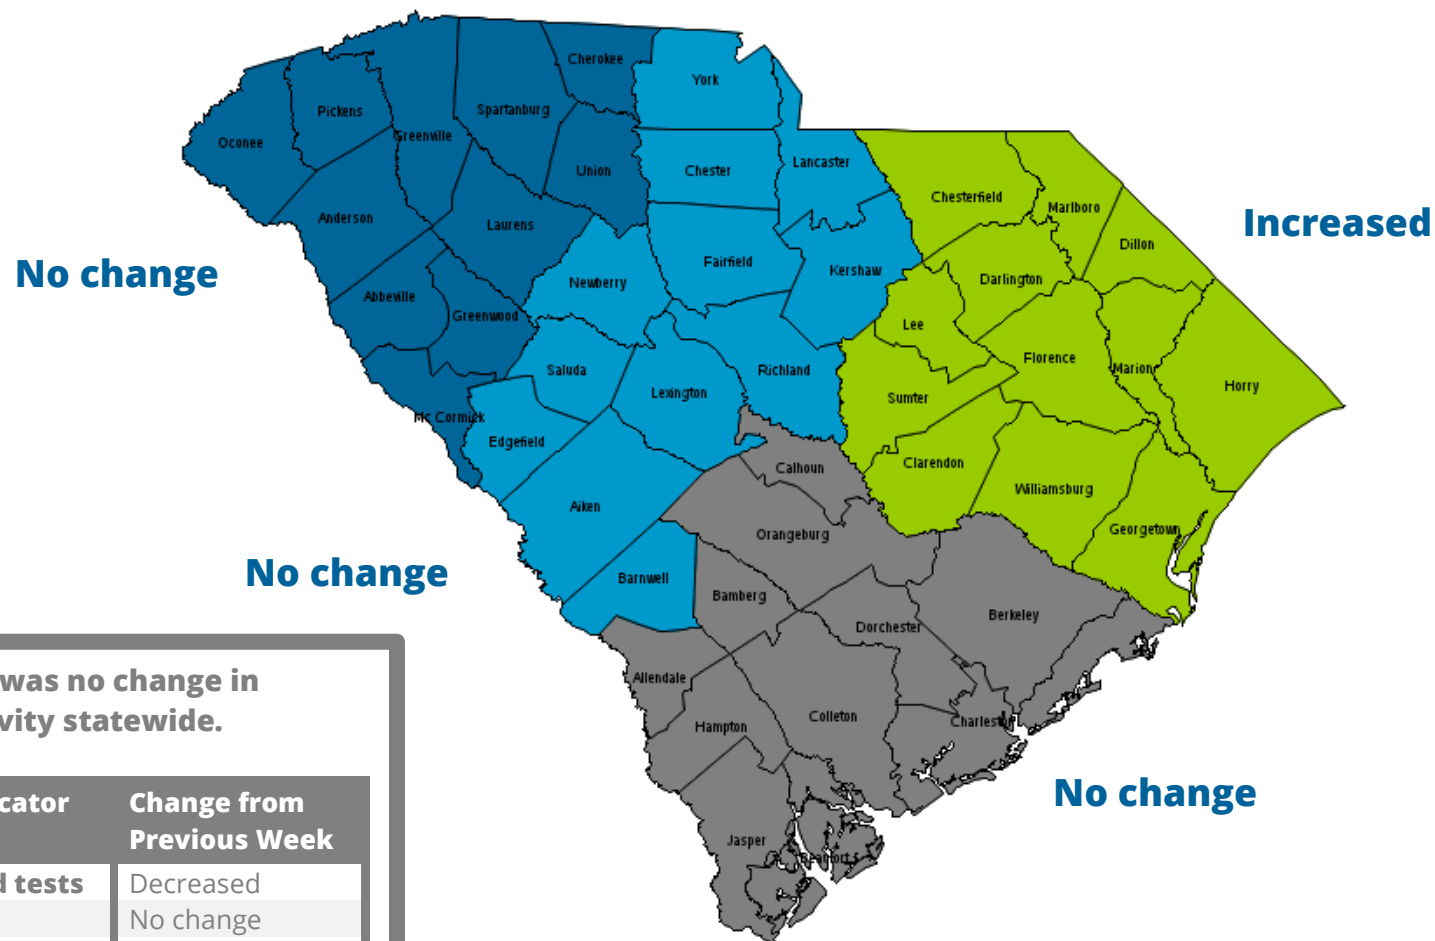 Cherokee
York
Pickens
Spartanburg
Greenville
Oconee
Union
Chester
Lancaster
Chesterfield
Marlboro
Anderson
Laurens
Increased
Dillon
No change
Fairfield
Kershaw
Newberry
Darlington
Abbeville
Greenwood
Lee
Florence
Saluda
Richland
Marion
Horry
Lexington
Sumter
Mc Cormick
Edgefield
Calhoun
Clarendon
Williamsburg
Aiken
Orangeburg
Georgetown
No change
Barnwell
Bamberg
Berkeley
Dorchester
was no change in
Allendale
vity statewide.
Hampton
Colleton
Charleston
No change
cator
Change from
Previous Week
Jasper
Beaufort
d tests
Decreased
No change